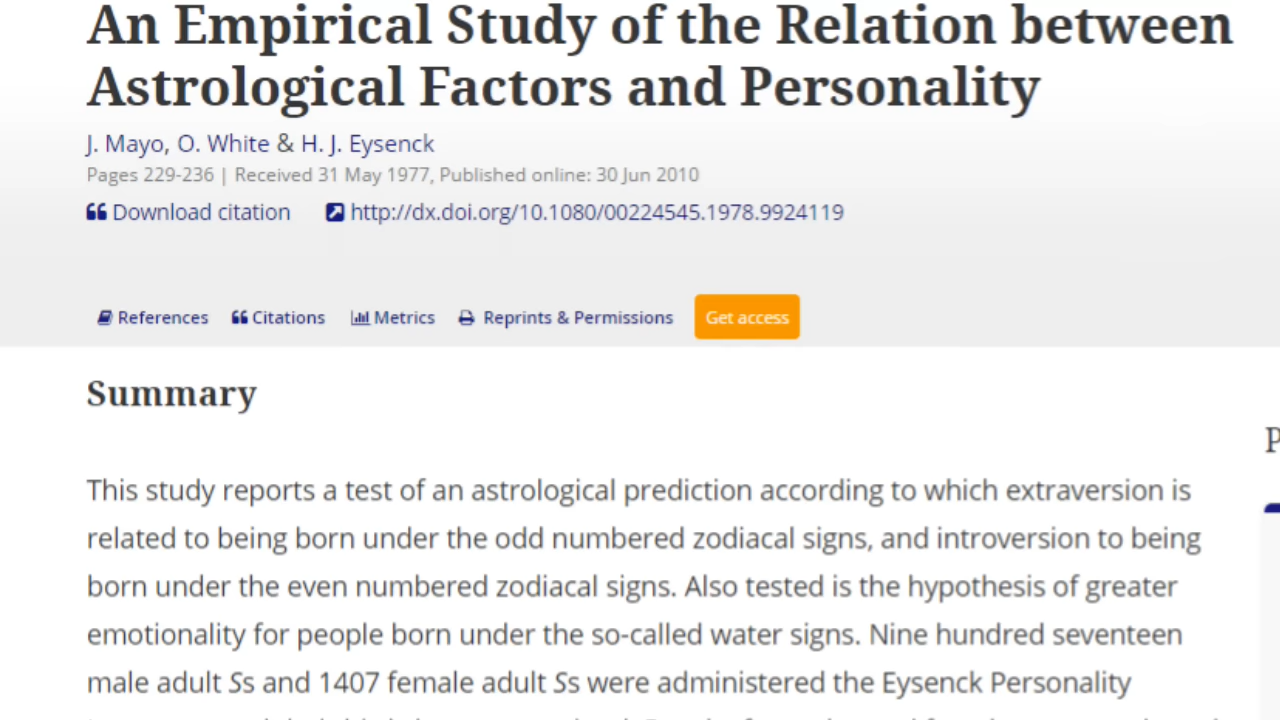 An Empirical Study of the Relation between
Astrological Factors and Personality
J. Mayo, O. White & H. J. Eysenck
Pages 229-236 | Received 31 May 1977, Published online: 30 Jun 2010
Download citation http://dx.doi.org/10.1080/00224545.1978.9924119
References Citations Metrics Reprints & Permissions Get access
Summary
P
This study reports a test of an astrological prediction according to which extraversion is
related to being born under the odd numbered zodiacal signs, and introversion to being
born under the even numbered zodiacal signs. Also tested is the hypothesis of greater
emotionality for people born under the so-called water signs. Nine hundred seventeen
male adult Ss and 1407 female adult Ss were administered the Eysenck Personality